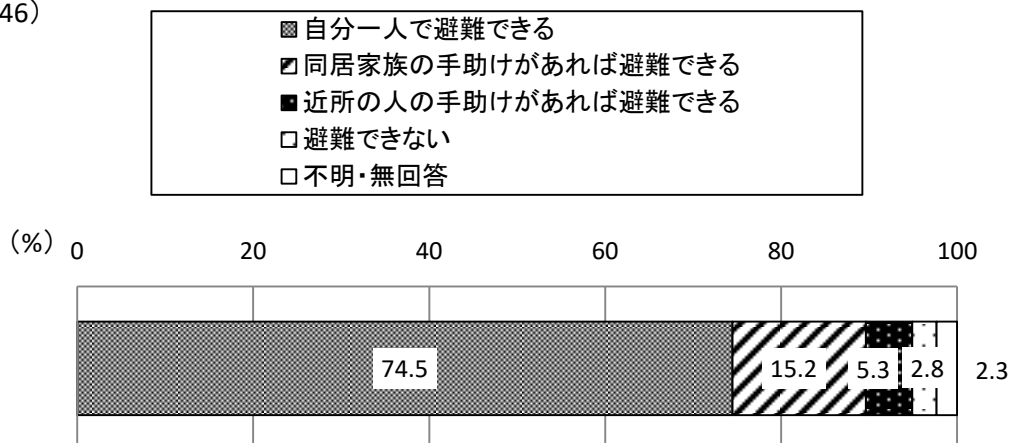 46）
自分一人で避難できる
同居家族の手助けがあれば避難できる
近所の人の手助けがあれば避難できる
避難できない
不明・無回答
（%） 0 20 40 60 80 100
74.5 15.2 5.3 2.8 2.3